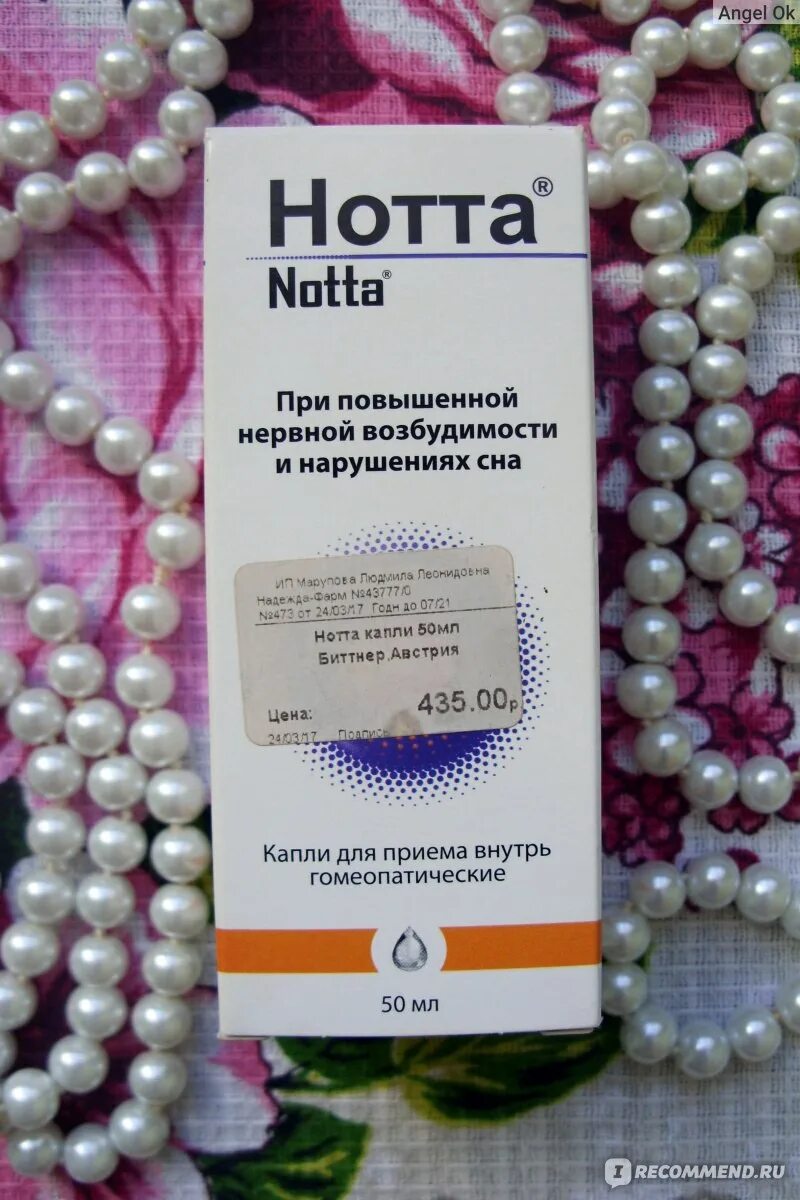 Angel Ok
Нотта®
Notta®
При повышенной
нервной возбудимости
и нарушениях сна
ИП Марупова Людмила Леонидовна
Надежда-Фарм №43777/0
№473 от 24/03/17 Годн до 07/21
Нотта капли 50мл
Биттнер,Австрия
Цена: 435.00р
24/03/17 Подпись
Капли для приема внутрь
гомеопатические
50 мл
IRECOMMEND.RU